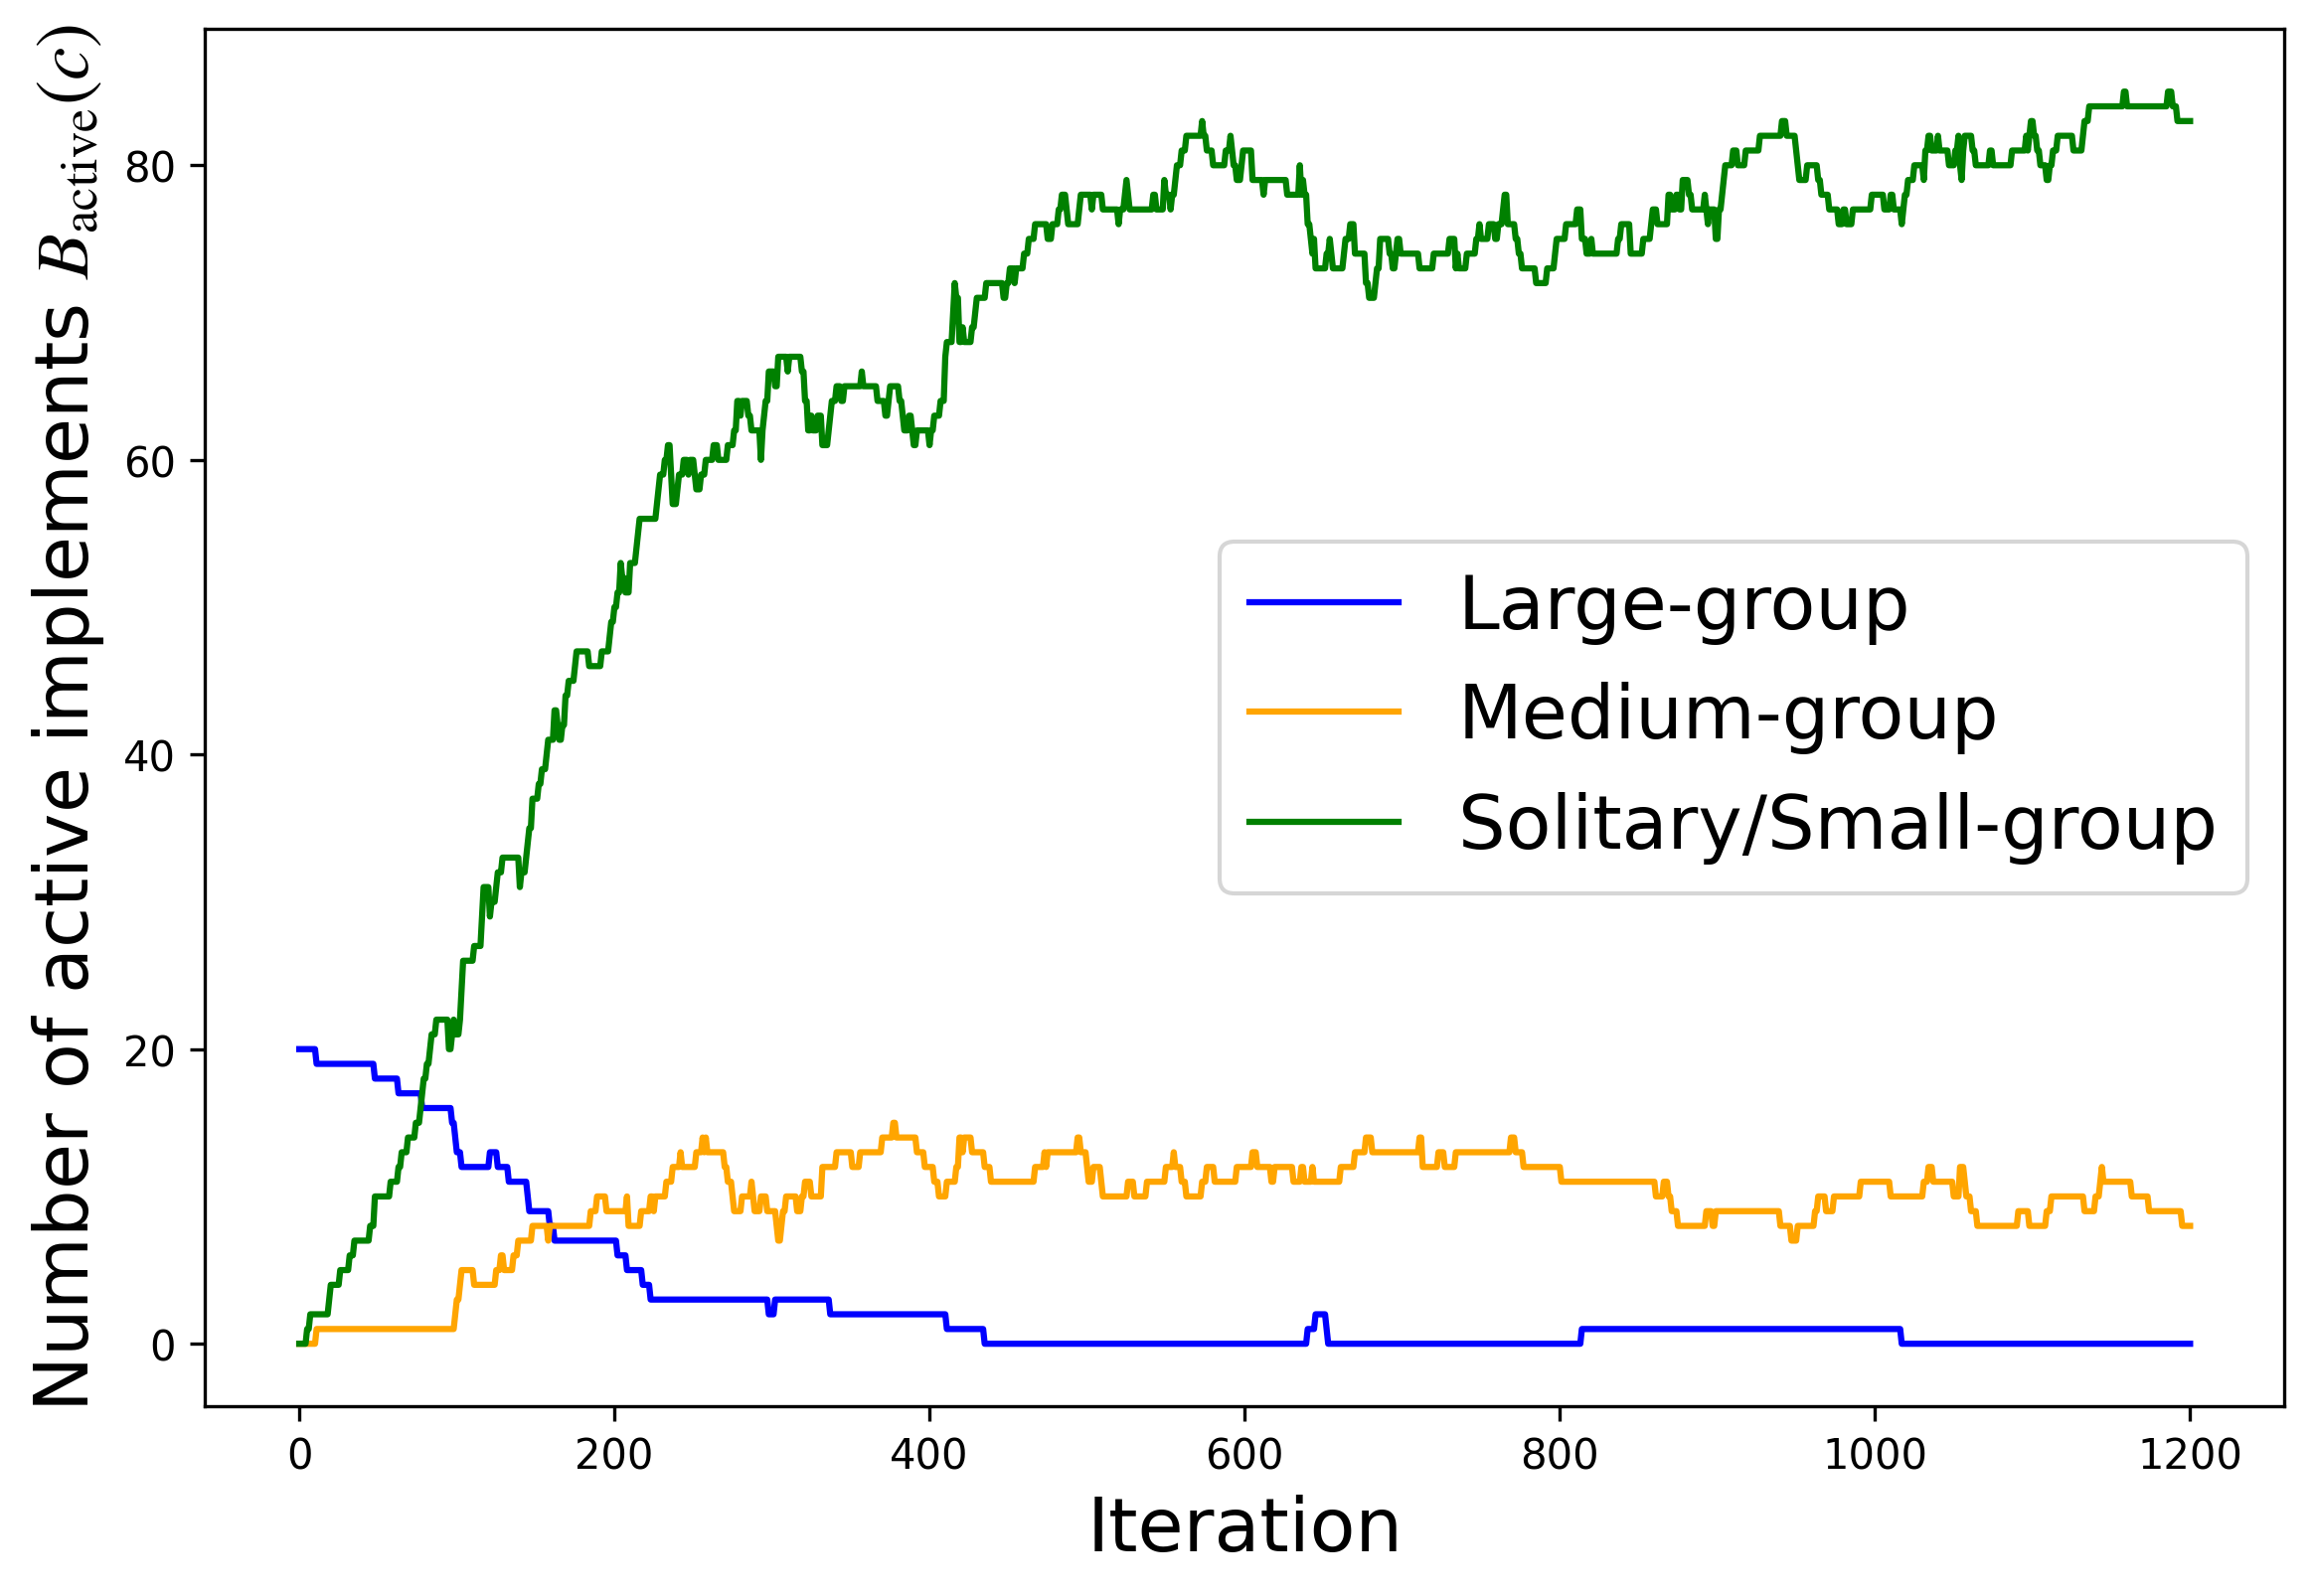 Number of active implements B_active(c)
80
60
40
20
0
Large-group
Medium-group
Solitary/Small-group
0 200 400 600 800 1000 1200
Iteration